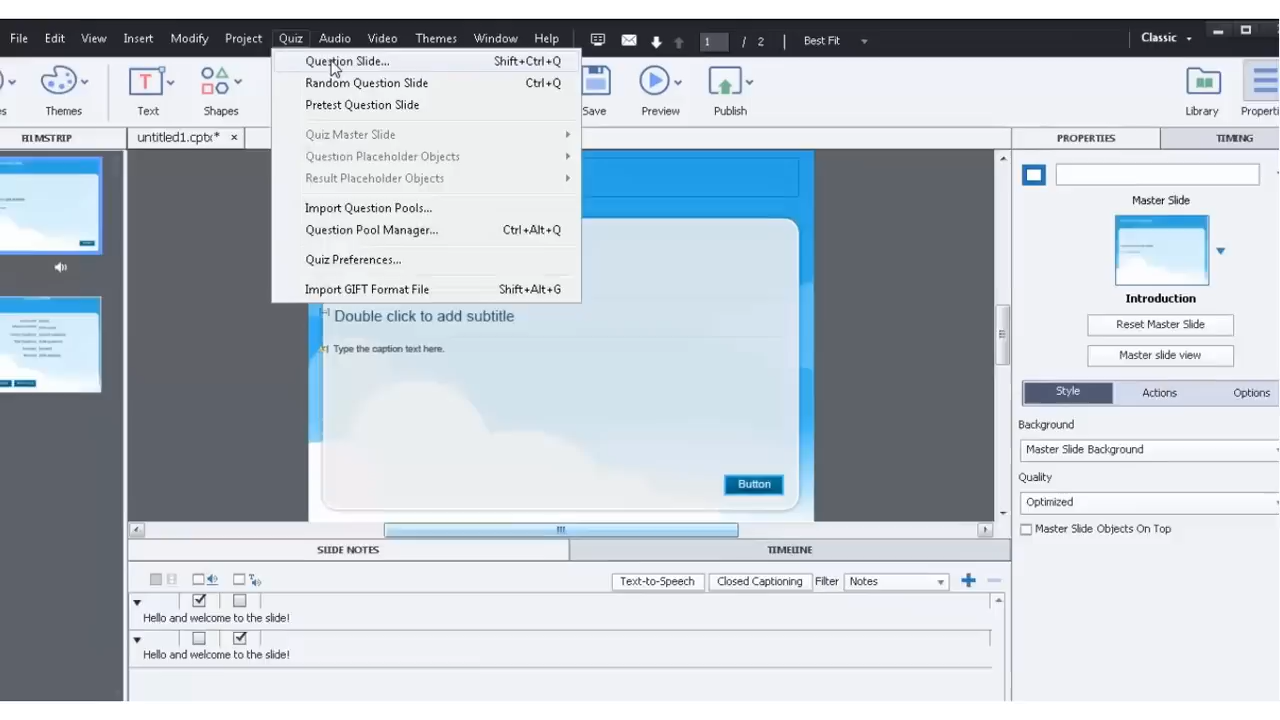 File Edit View Insert Modify Project Quiz Audio Video Themes Window Help 1 / 2 Best Fit Classic
Themes Text Shapes Save Preview Publish Library Properti
FILMSTRIP untitled1.cptx* × PROPERTIES TIMING
Question Slide... Shift+Ctrl+Q
Random Question Slide Ctrl+Q
Pretest Question Slide
Quiz Master Slide
Question Placeholder Objects
Result Placeholder Objects
Import Question Pools...
Question Pool Manager... Ctrl+Alt+Q
Quiz Preferences...
Import GIFT Format File Shift+Alt+G
Double click to add subtitle
Type the caption text here.
Button
Master Slide
Introduction
Reset Master Slide
Master slide view
Style Actions Options
Background
Master Slide Background
Quality
Optimized
Master Slide Objects On Top
SLIDE NOTES TIMELINE
Text-to-Speech Closed Captioning Filter Notes
Hello and welcome to the slide!
Hello and welcome to the slide!